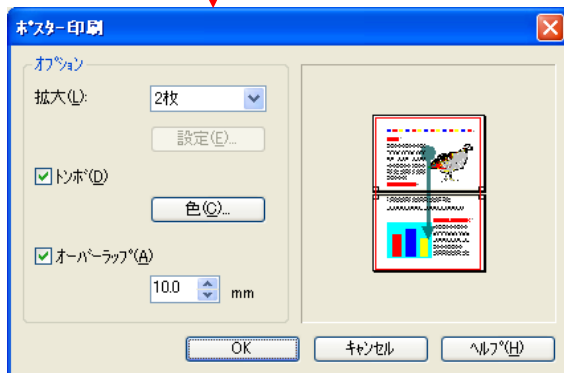 ﾎﾟｽﾀｰ印刷
ｵﾌﾟｼｮﾝ
拡大(L):
2枚
設定(E)...
ﾄﾝﾎﾞ(D)
色(C)...
ｵｰﾊﾞｰﾗｯﾌﾟ(A)
10.0 mm
OK ｷｬﾝｾﾙ ﾍﾙﾌﾟ(H)